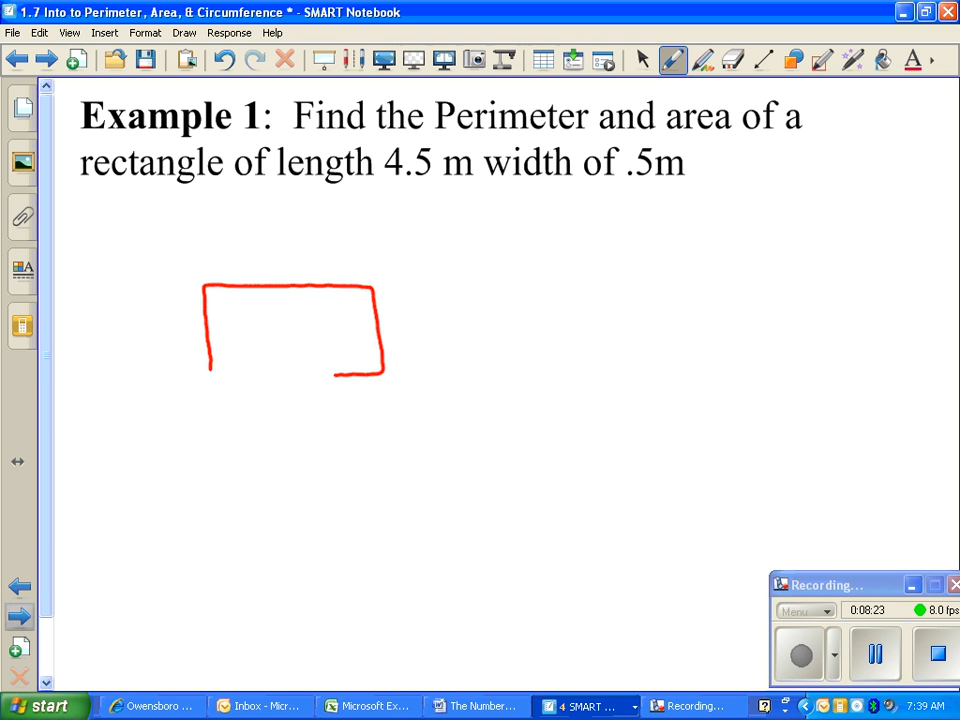 1.7 Into to Perimeter, Area, & Circumference * - SMART Notebook
File Edit View Insert Format Draw Response Help
Example 1: Find the Perimeter and area of a
rectangle of length 4.5 m width of .5m
Recording...
Menu 0:08:23 8.0 fps
start Owensboro ... Inbox - Micr... Microsoft Ex... The Number... 4 SMART ... Recording... 7:39 AM